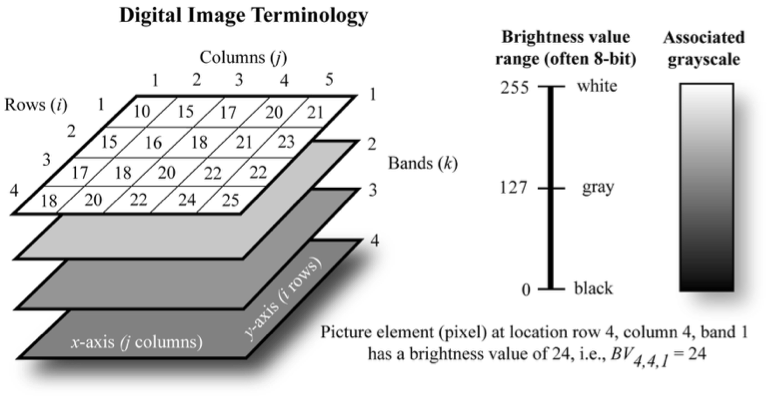 Digital Image Terminology
Columns (j)
1 2 3 4 5
Rows (i)
1 10 15 17 20 21 1
2 15 16 18 21 23 2
3 17 18 20 22 22 3
4 18 20 22 24 25
Bands (k)
4
x-axis (j columns)
y-axis (i rows)
Brightness value
range (often 8-bit)
255 white
127 gray
0 black
Associated
grayscale
Picture element (pixel) at location row 4, column 4, band 1
has a brightness value of 24, i.e., BV4,4,1 = 24